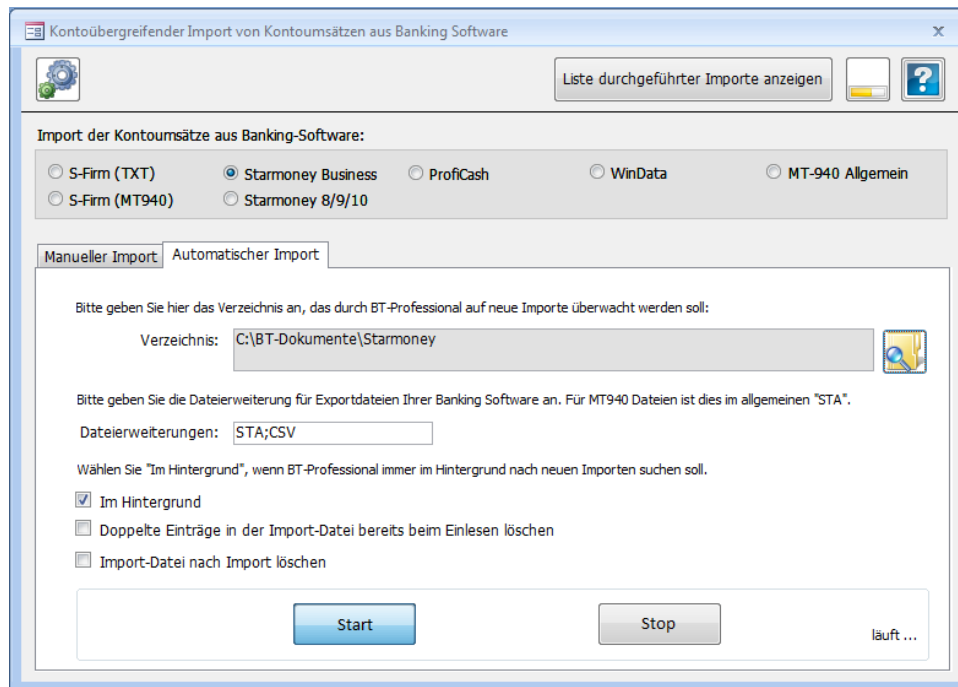 Kontoübergreifender Import von Kontoumsätzen aus Banking Software
x
Liste durchgeführter Importe anzeigen
?
Import der Kontoumsätze aus Banking-Software:
S-Firm (TXT) Starmoney Business ProfiCash WinData MT-940 Allgemein
S-Firm (MT940) Starmoney 8/9/10
Manueller Import Automatischer Import
Bitte geben Sie hier das Verzeichnis an, das durch BT-Professional auf neue Importe überwacht werden soll:
Verzeichnis: C:\BT-Dokumente\Starmoney
Bitte geben Sie die Dateierweiterung für Exportdateien Ihrer Banking Software an. Für MT940 Dateien ist dies im allgemeinen "STA".
Dateierweiterungen: STA;CSV
Wählen Sie "Im Hintergrund", wenn BT-Professional immer im Hintergrund nach neuen Importen suchen soll.
Im Hintergrund
Doppelte Einträge in der Import-Datei bereits beim Einlesen löschen
Import-Datei nach Import löschen
Start Stop läuft ...